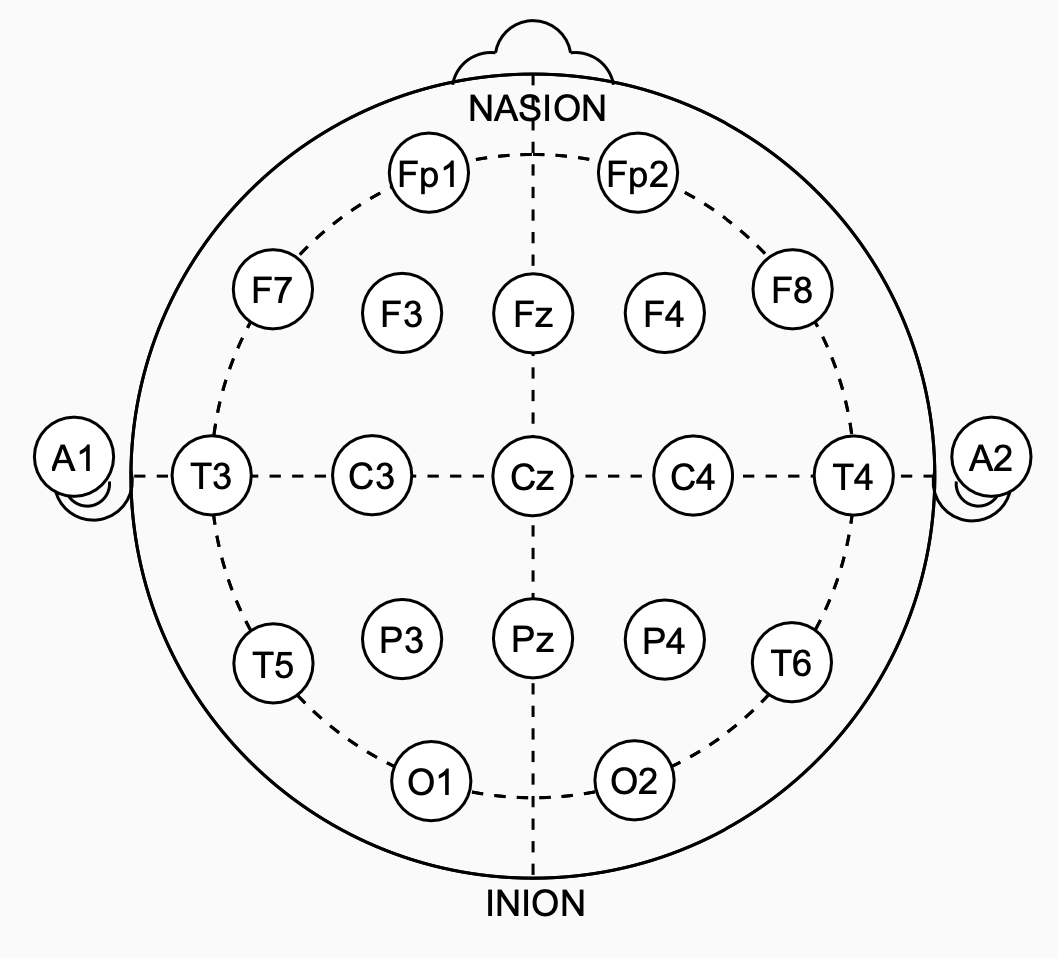 NASION
Fp1 Fp2
F7 F3 Fz F4 F8
A1 T3 C3 Cz C4 T4 A2
T5 P3 Pz P4 T6
O1 O2
INION